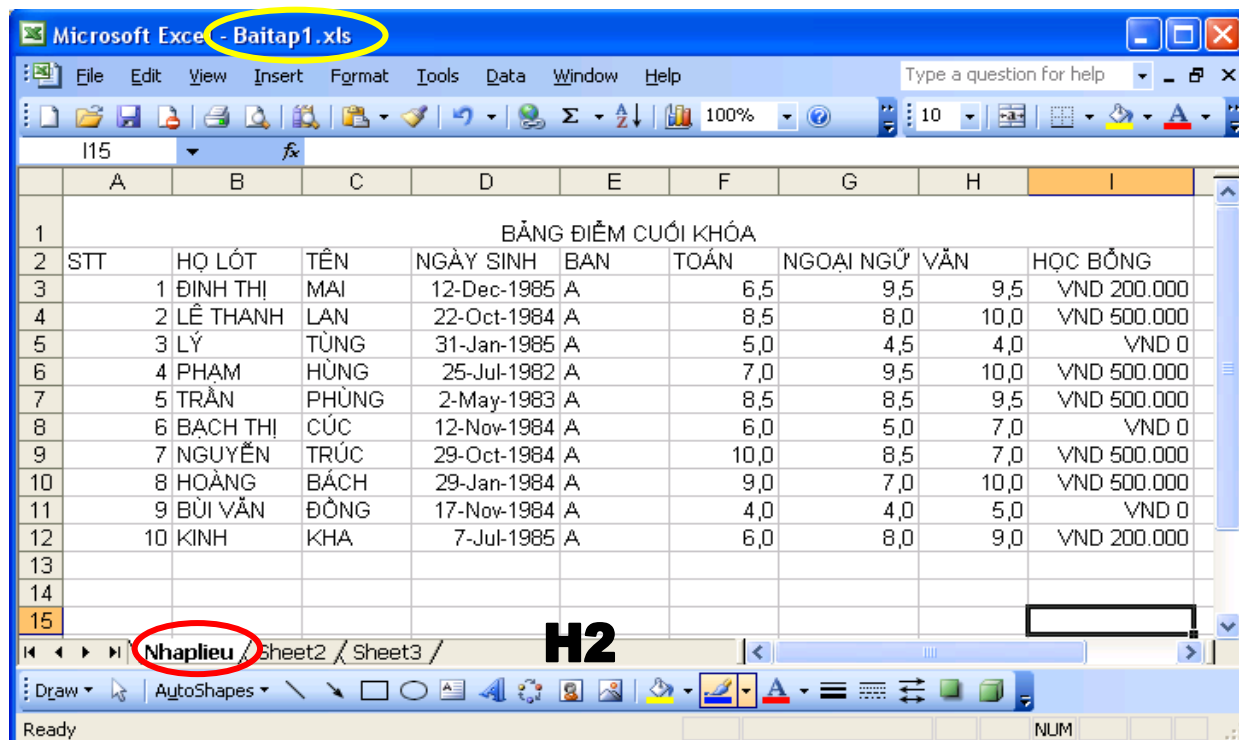 Microsoft Excel - Baitap1.xls
File Edit View Insert Format Tools Data Window Help Type a question for help
100% 10
I15 fx
A B C D E F G H I
1 BẢNG ĐIỂM CUỐI KHÓA
2 STT HỌ LÓT TÊN NGÀY SINH BAN TOÁN NGOẠI NGỮ VĂN HỌC BỔNG
3 1 ĐINH THỊ MAI 12-Dec-1985 A 6,5 9,5 9,5 VND 200.000
4 2 LÊ THANH LAN 22-Oct-1984 A 8,5 8,0 10,0 VND 500.000
5 3 LÝ TÙNG 31-Jan-1985 A 5,0 4,5 4,0 VND 0
6 4 PHẠM HÙNG 25-Jul-1982 A 7,0 9,5 10,0 VND 500.000
7 5 TRẦN PHÙNG 2-May-1983 A 8,5 8,5 9,5 VND 500.000
8 6 BẠCH THỊ CÚC 12-Nov-1984 A 6,0 5,0 7,0 VND 0
9 7 NGUYỄN TRÚC 29-Oct-1984 A 10,0 8,5 7,0 VND 500.000
10 8 HOÀNG BÁCH 29-Jan-1984 A 9,0 7,0 10,0 VND 500.000
11 9 BÙI VĂN ĐỒNG 17-Nov-1984 A 4,0 4,0 5,0 VND 0
12 10 KINH KHA 7-Jul-1985 A 6,0 8,0 9,0 VND 200.000
13
14
15
Nhaplieu Sheet2 Sheet3 H2
Draw AutoShapes
Ready NUM